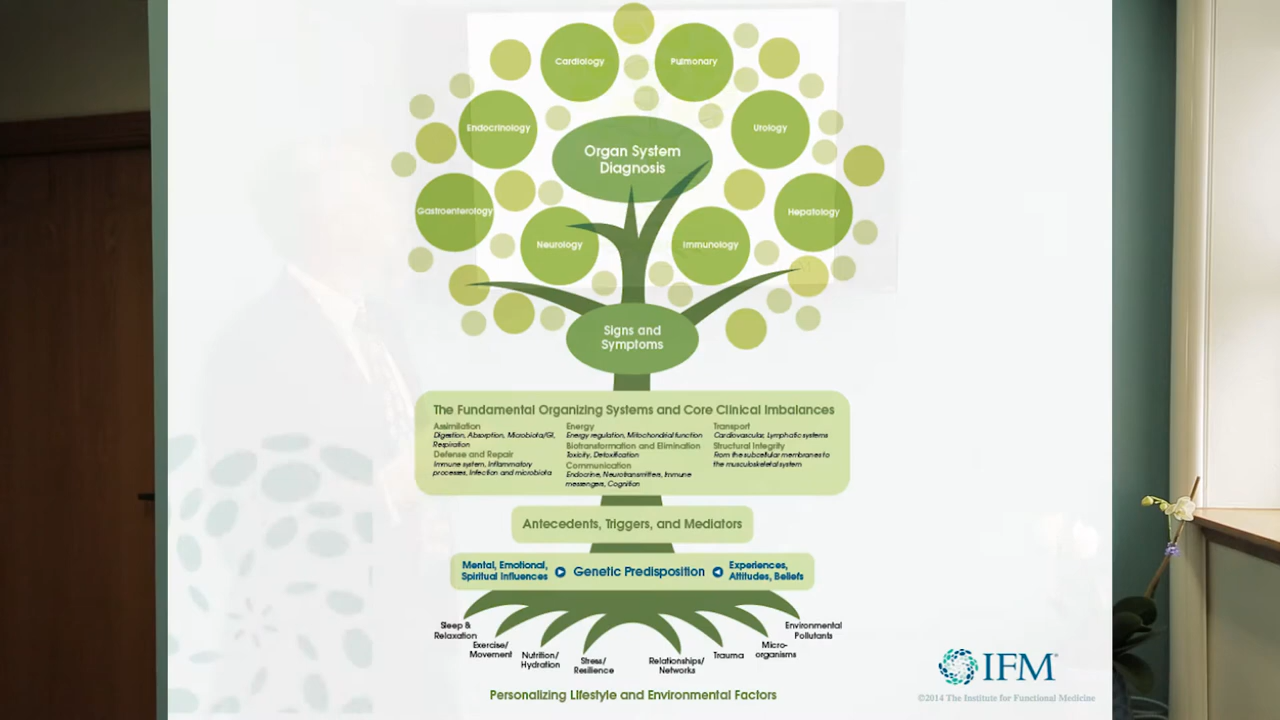 Cardiology
Pulmonary
Endocrinology
Urology
Organ System
Diagnosis
Gastroenterology
Hepatology
Neurology
Immunology
Signs and
Symptoms
The Fundamental Organizing Systems and Core Clinical Imbalances
Assimilation
Digestion, Absorption, Microbiota/GI,
Respiration
Defense and Repair
Immune system, Inflammatory
processes, Infection and microbiota
Energy
Energy regulation, Mitochondrial function
Biotransformation and Elimination
Toxicity, Detoxification
Communication
Endocrine, Neurotransmitters, Immune
messengers, Cognition
Transport
Cardiovascular, Lymphatic systems
Structural Integrity
From the subcellular membranes to
the musculoskeletal system
Antecedents, Triggers, and Mediators
Mental, Emotional,
Spiritual Influences
Genetic Predisposition
Experiences,
Attitudes, Beliefs
Sleep &
Relaxation
Exercise/
Movement
Nutrition/
Hydration
Stress/
Resilience
Relationships/
Networks
Trauma
Micro-
organisms
Environmental
Pollutants
Personalizing Lifestyle and Environmental Factors
IFM®
©2014 The Institute for Functional Medicine